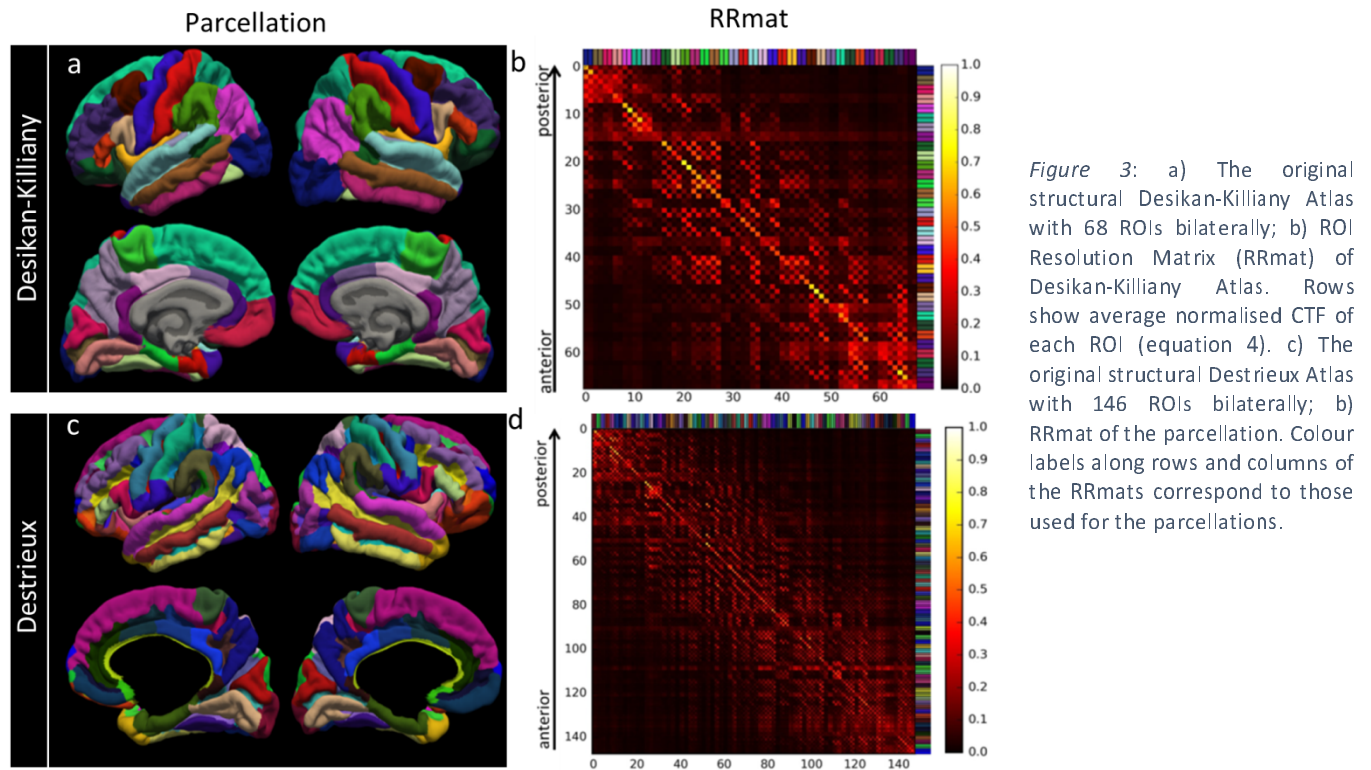 Parcellation
RRmat
Desikan-Killiany
a
b
posterior
anterior
0
10
20
30
40
50
60
0 10 20 30 40 50 60
1.0
0.9
0.8
0.7
0.6
0.5
0.4
0.3
0.2
0.1
0.0
Destrieux
c
d
posterior
anterior
0
20
40
60
80
100
120
140
0 20 40 60 80 100 120 140
1.0
0.9
0.8
0.7
0.6
0.5
0.4
0.3
0.2
0.1
0.0
Figure 3: a) The original
structural Desikan-Killiany Atlas
with 68 ROIs bilaterally; b) ROI
Resolution Matrix (RRmat) of
Desikan-Killiany Atlas. Rows
show average normalised CTF of
each ROI (equation 4). c) The
original structural Destrieux Atlas
with 146 ROIs bilaterally; b)
RRmat of the parcellation. Colour
labels along rows and columns of
the RRmats correspond to those
used for the parcellations.